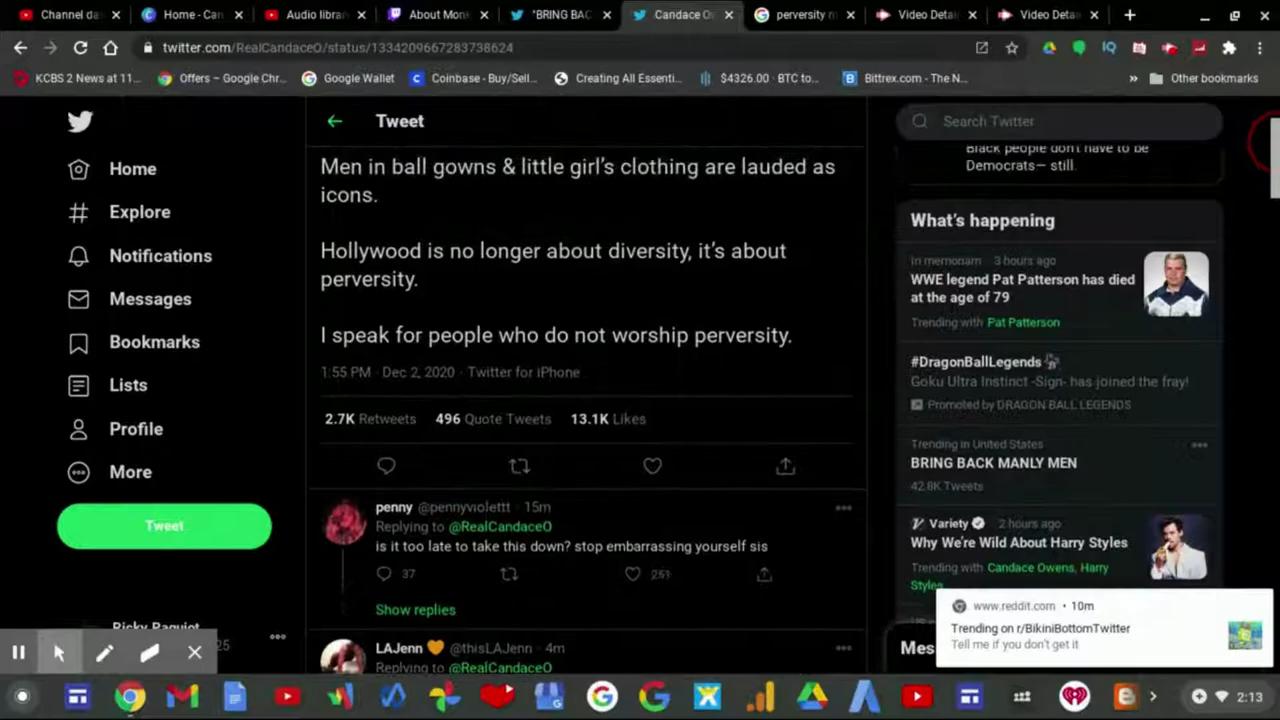 Channel da
Home - Can
Audio librar
About Mon
"BRING BAC
Candace O
perversity m
Video Deta
Video Deta
twitter.com/RealCandaceO/status/1334209667283738624
KCBS 2 News at 11...
Offers – Google Chr...
Google Wallet
Coinbase - Buy/Sell...
Creating All Essenti...
$4326.00 · BTC to...
Bittrex.com - The N...
»
Other bookmarks
Home
Explore
Notifications
Messages
Bookmarks
Lists
Profile
More
Tweet
Ricky Paquiot
25
Tweet
Men in ball gowns & little girl's clothing are lauded as
icons.
Hollywood is no longer about diversity, it's about
perversity.
I speak for people who do not worship perversity.
1:55 PM · Dec 2, 2020 · Twitter for iPhone
2.7K Retweets 496 Quote Tweets 13.1K Likes
penny @pennyviolettt · 15m
Replying to @RealCandaceO
is it too late to take this down? stop embarrassing yourself sis
37
251
Show replies
LAJenn @thisLAJenn · 4m
Replying to @RealCandaceO
Search Twitter
Black people don't have to be
Democrats— still.
What's happening
In memoriam · 3 hours ago
WWE legend Pat Patterson has died
at the age of 79
Trending with Pat Patterson
#DragonBallLegends
Goku Ultra Instinct -Sign- has joined the fray!
Promoted by DRAGON BALL LEGENDS
Trending in United States
BRING BACK MANLY MEN
42.8K Tweets
Variety 2 hours ago
Why We're Wild About Harry Styles
Trending with Candace Owens, Harry
Styles
www.reddit.com • 10m
Trending on r/BikiniBottomTwitter
Tell me if you don't get it
Mes
2:13